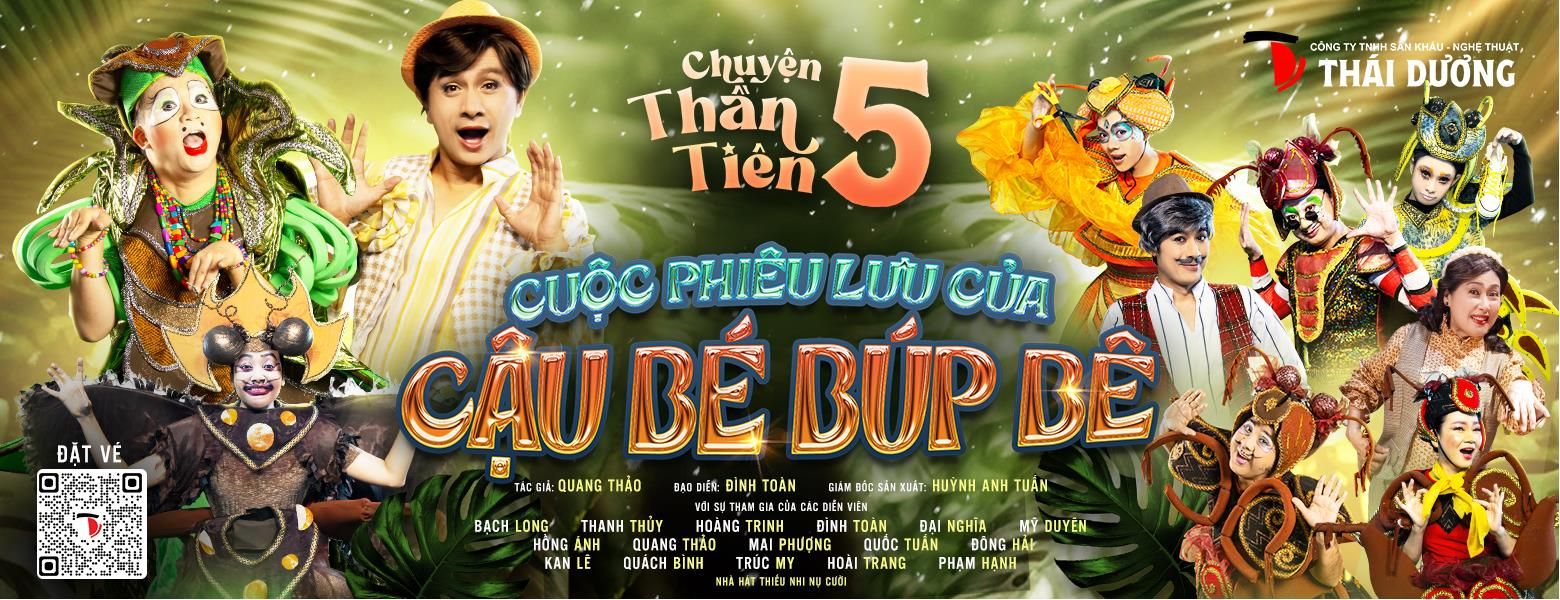 Chuyện
Thần
Tiên
5
CÔNG TY TNHH SÂN KHẤU - NGHỆ THUẬT
THÁI DƯƠNG
CUỘC PHIÊU LƯU CỦA
CẬU BÉ BÚP BÊ
ĐẶT VÉ
TÁC GIẢ: QUANG THẢO ĐẠO DIỄN: ĐÌNH TOÀN GIÁM ĐỐC SẢN XUẤT: HUỲNH ANH TUẤN
VỚI SỰ THAM GIA CỦA CÁC DIỄN VIÊN
BẠCH LONG THANH THỦY HOÀNG TRINH ĐÌNH TOÀN ĐẠI NGHĨA MỸ DUYÊN
HỒNG ÁNH QUANG THẢO MAI PHƯỢNG QUỐC TUẤN ĐÔNG HẢI
KAN LÊ QUÁCH BÌNH TRÚC MY HOÀI TRANG PHẠM HẠNH
NHÀ HÁT THIẾU NHI NỤ CƯỜI